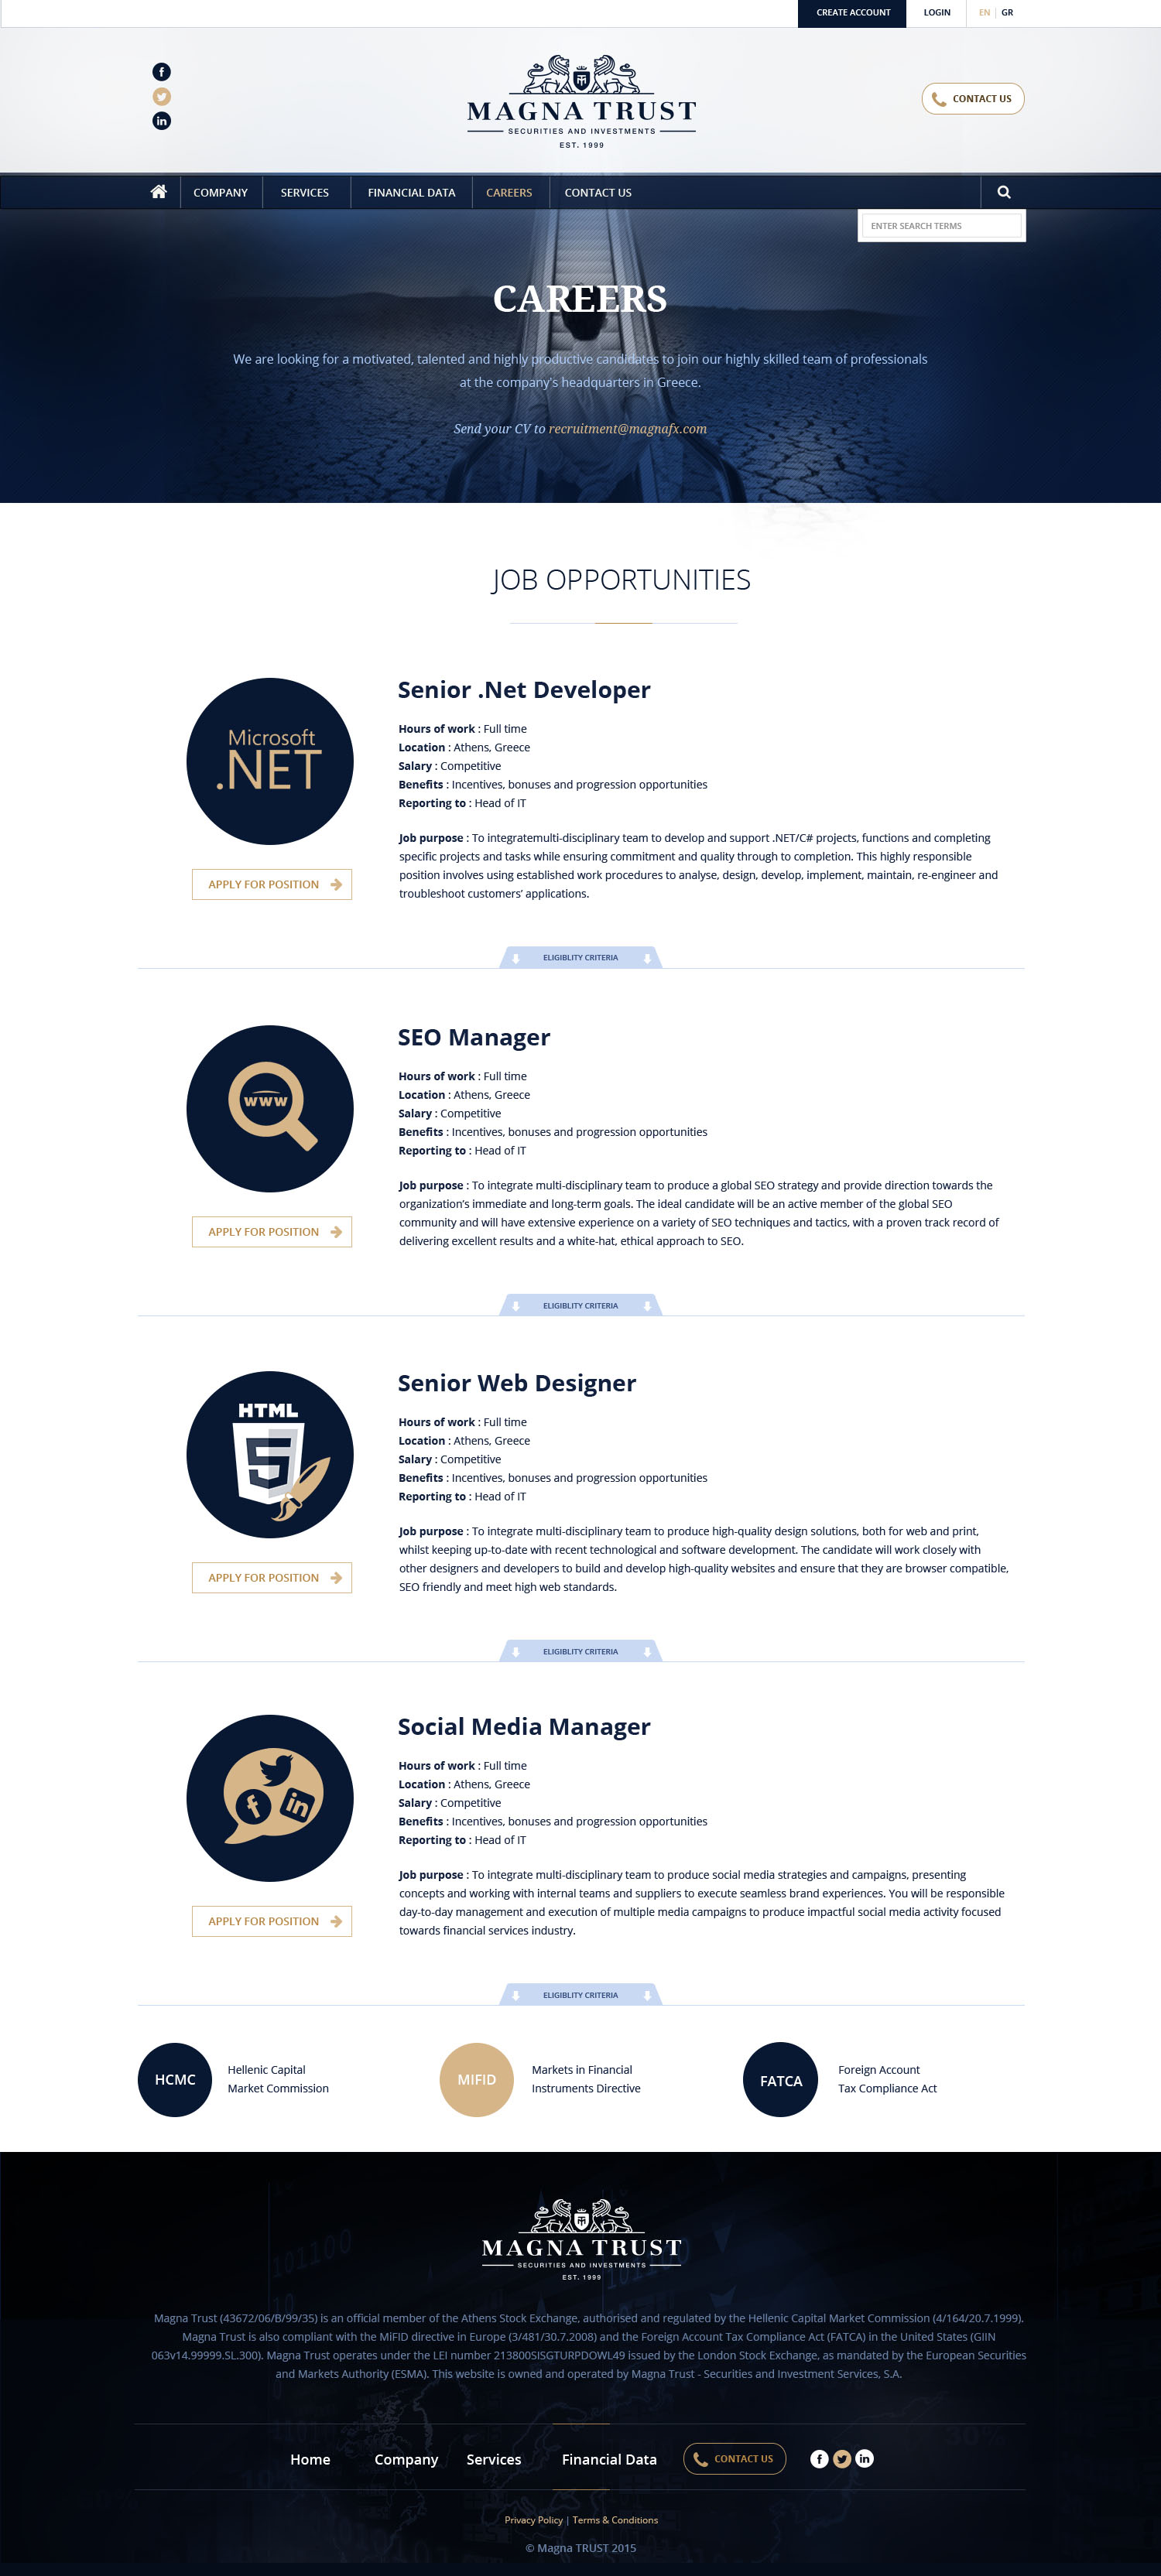 CREATE ACCOUNT
LOGIN
EN | GR
MAGNA TRUST
SECURITIES AND INVESTMENTS
EST. 1999
CONTACT US
COMPANY
SERVICES
FINANCIAL DATA
CAREERS
CONTACT US
ENTER SEARCH TERMS
CAREERS
We are looking for a motivated, talented and highly productive candidates to join our highly skilled team of professionals
at the company's headquarters in Greece.
Send your CV to recruitment@magnafx.com
JOB OPPORTUNITIES
Microsoft
.NET
APPLY FOR POSITION
Senior .Net Developer
Hours of work : Full time
Location : Athens, Greece
Salary : Competitive
Benefits : Incentives, bonuses and progression opportunities
Reporting to : Head of IT
Job purpose : To integratemulti-disciplinary team to develop and support .NET/C# projects, functions and completing
specific projects and tasks while ensuring commitment and quality through to completion. This highly responsible
position involves using established work procedures to analyse, design, develop, implement, maintain, re-engineer and
troubleshoot customers’ applications.
ELIGIBLITY CRITERIA
www
APPLY FOR POSITION
SEO Manager
Hours of work : Full time
Location : Athens, Greece
Salary : Competitive
Benefits : Incentives, bonuses and progression opportunities
Reporting to : Head of IT
Job purpose : To integrate multi-disciplinary team to produce a global SEO strategy and provide direction towards the
organization’s immediate and long-term goals. The ideal candidate will be an active member of the global SEO
community and will have extensive experience on a variety of SEO techniques and tactics, with a proven track record of
delivering excellent results and a white-hat, ethical approach to SEO.
ELIGIBLITY CRITERIA
HTML
5
APPLY FOR POSITION
Senior Web Designer
Hours of work : Full time
Location : Athens, Greece
Salary : Competitive
Benefits : Incentives, bonuses and progression opportunities
Reporting to : Head of IT
Job purpose : To integrate multi-disciplinary team to produce high-quality design solutions, both for web and print,
whilst keeping up-to-date with recent technological and software development. The candidate will work closely with
other designers and developers to build and develop high-quality websites and ensure that they are browser compatible,
SEO friendly and meet high web standards.
ELIGIBLITY CRITERIA
APPLY FOR POSITION
Social Media Manager
Hours of work : Full time
Location : Athens, Greece
Salary : Competitive
Benefits : Incentives, bonuses and progression opportunities
Reporting to : Head of IT
Job purpose : To integrate multi-disciplinary team to produce social media strategies and campaigns, presenting
concepts and working with internal teams and suppliers to execute seamless brand experiences. You will be responsible
day-to-day management and execution of multiple media campaigns to produce impactful social media activity focused
towards financial services industry.
ELIGIBLITY CRITERIA
HCMC
Hellenic Capital
Market Commission
MIFID
Markets in Financial
Instruments Directive
FATCA
Foreign Account
Tax Compliance Act
MAGNA TRUST
SECURITIES AND INVESTMENTS
EST. 1999
Magna Trust (43672/06/B/99/35) is an official member of the Athens Stock Exchange, authorised and regulated by the Hellenic Capital Market Commission (4/164/20.7.1999).
Magna Trust is also compliant with the MiFID directive in Europe (3/481/30.7.2008) and the Foreign Account Tax Compliance Act (FATCA) in the United States (GIIN
063v14.99999.SL.300). Magna Trust operates under the LEI number 213800SISGTURPDOWL49 issued by the London Stock Exchange, as mandated by the European Securities
and Markets Authority (ESMA). This website is owned and operated by Magna Trust - Securities and Investment Services, S.A.
Home
Company
Services
Financial Data
CONTACT US
Privacy Policy | Terms & Conditions
© Magna TRUST 2015